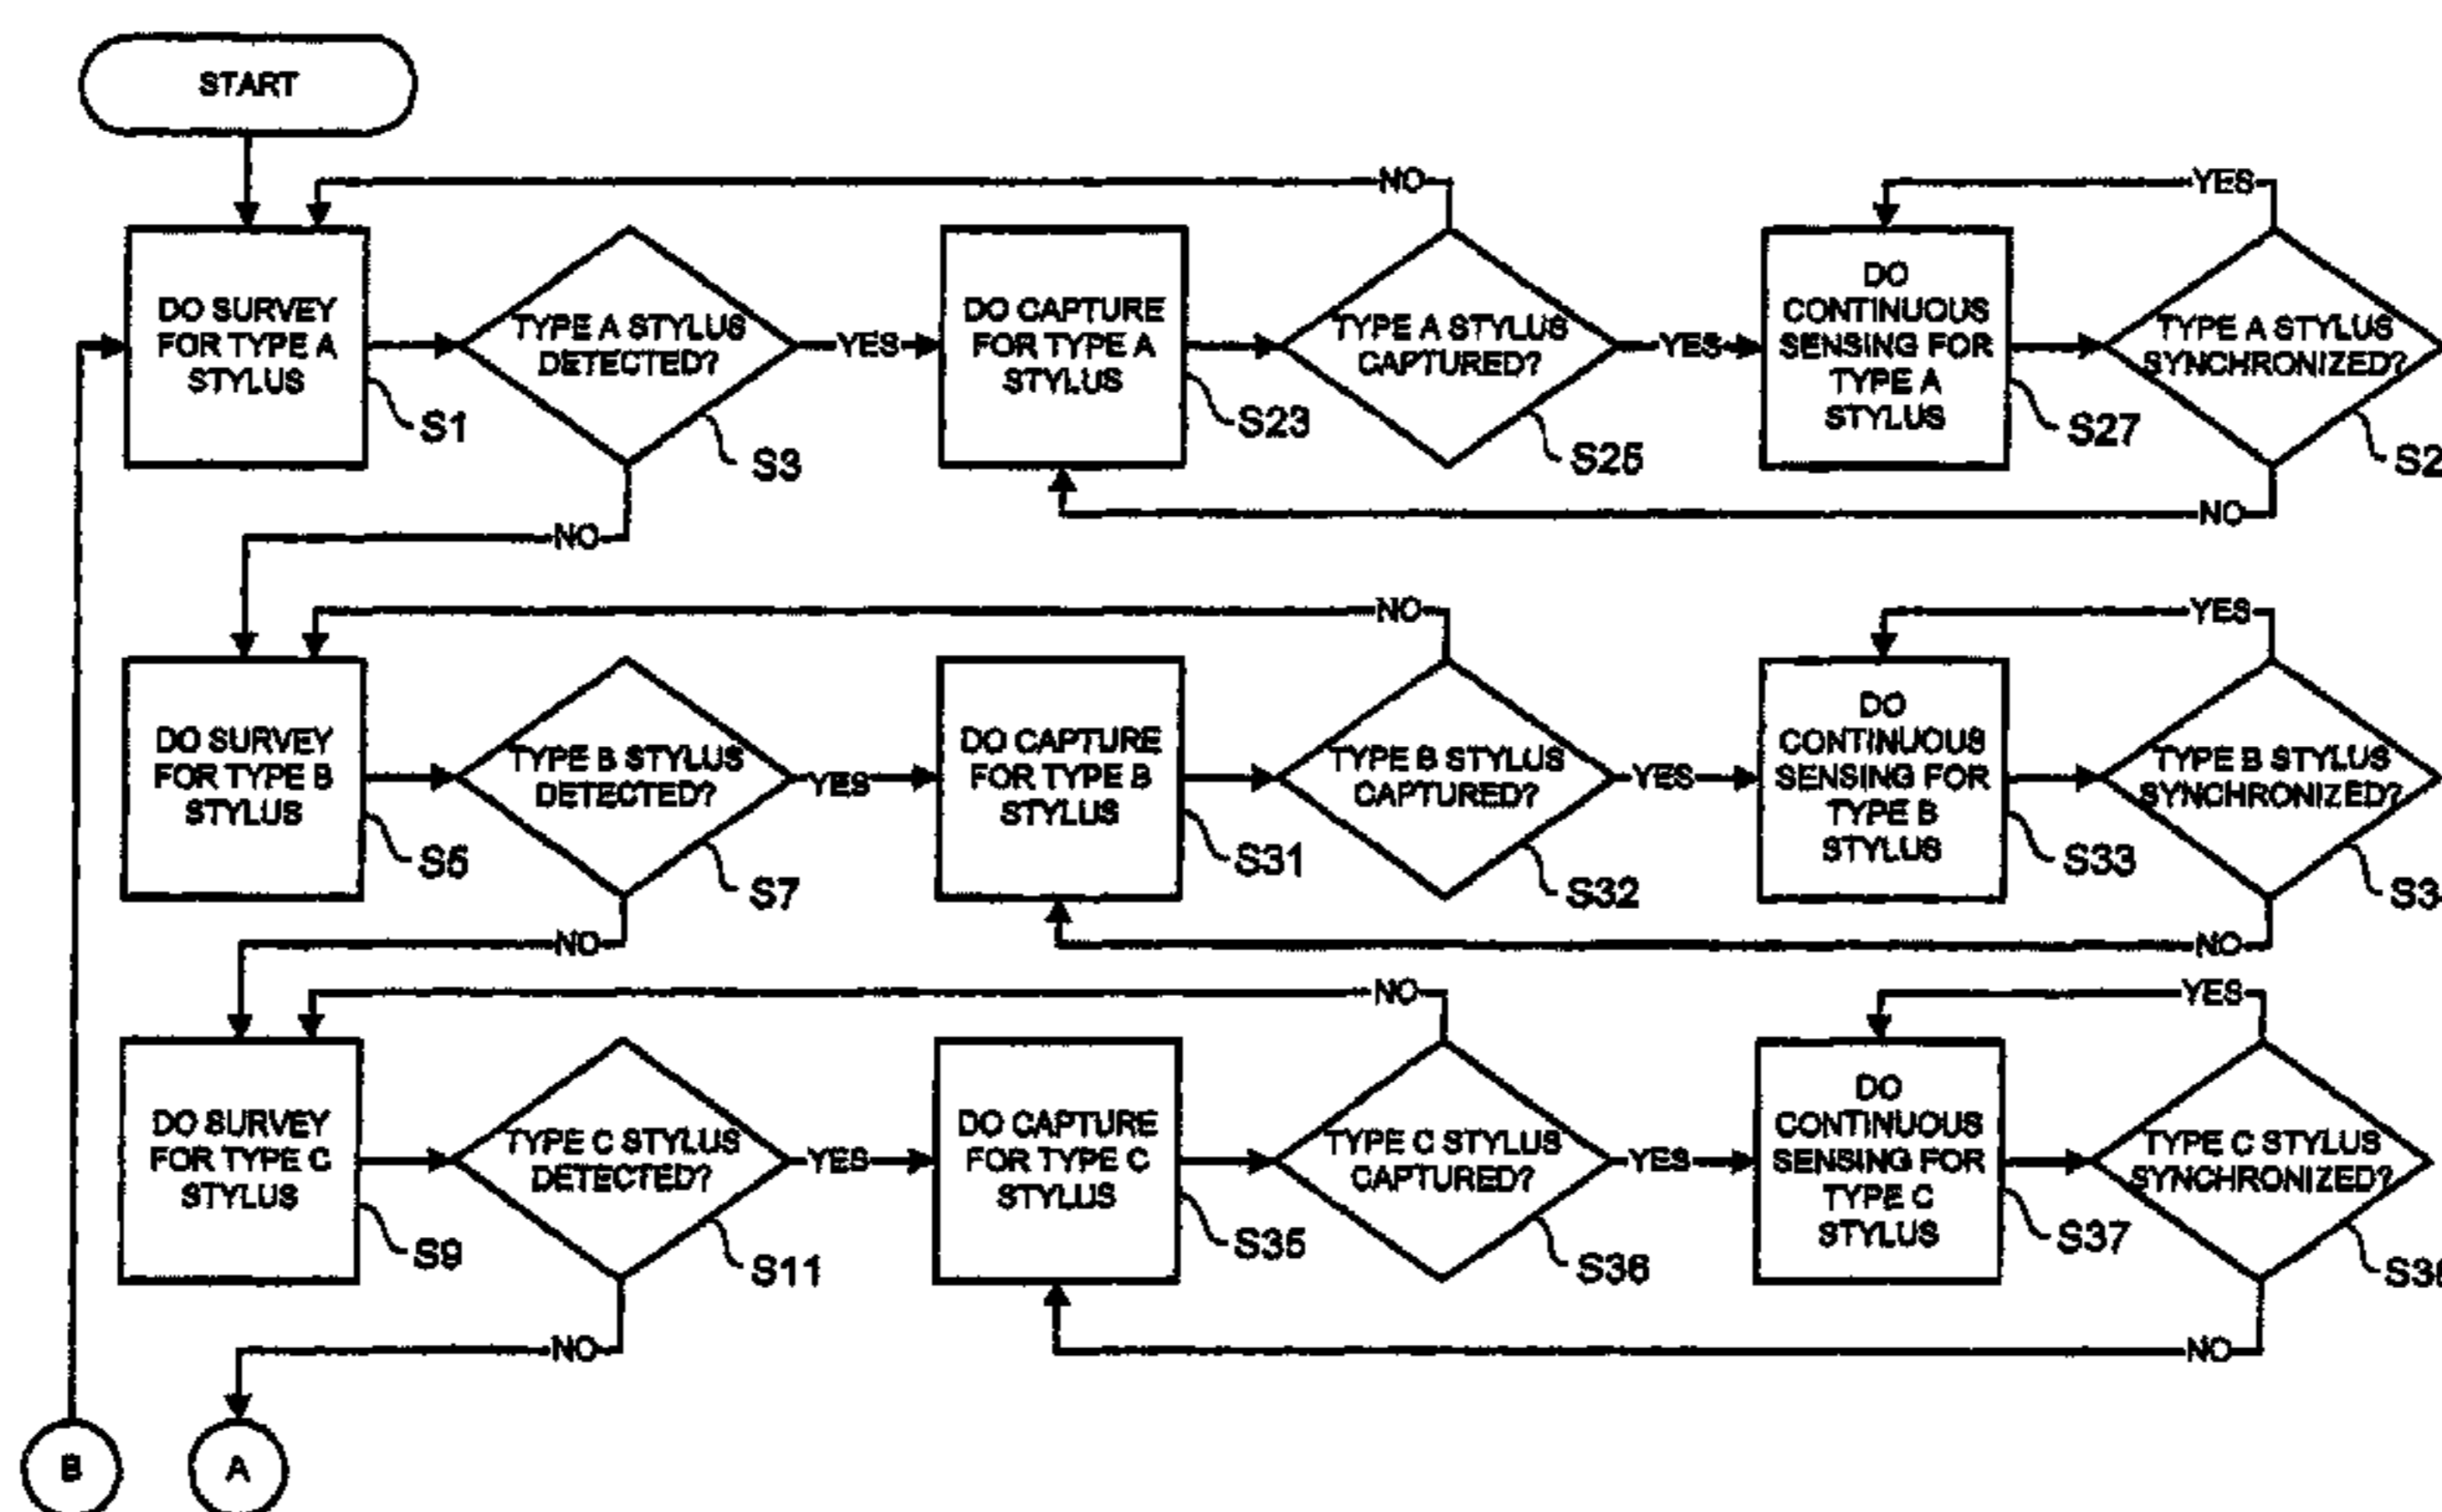 START
NO
YES
DO SURVEY
FOR TYPE A
STYLUS
S1
TYPE A STYLUS
DETECTED?
S3
YES
DO CAPTURE
FOR TYPE A
STYLUS
S23
TYPE A STYLUS
CAPTURED?
S25
YES
DO
CONTINUOUS
SENSING FOR
TYPE A
STYLUS
S27
TYPE A STYLUS
SYNCHRONIZED?
S2
NO
NO
NO
YES
DO SURVEY
FOR TYPE B
STYLUS
S5
TYPE B STYLUS
DETECTED?
S7
YES
DO CAPTURE
FOR TYPE B
STYLUS
S31
TYPE B STYLUS
CAPTURED?
S32
YES
DO
CONTINUOUS
SENSING FOR
TYPE B
STYLUS
S33
TYPE B STYLUS
SYNCHRONIZED?
NO
NO
NO
YES
DO SURVEY
FOR TYPE C
STYLUS
S9
TYPE C STYLUS
DETECTED?
S11
YES
DO CAPTURE
FOR TYPE C
STYLUS
S35
TYPE C STYLUS
CAPTURED?
S36
YES
DO
CONTINUOUS
SENSING FOR
TYPE C
STYLUS
S37
TYPE C STYLUS
SYNCHRONIZED?
NO
NO
B
A